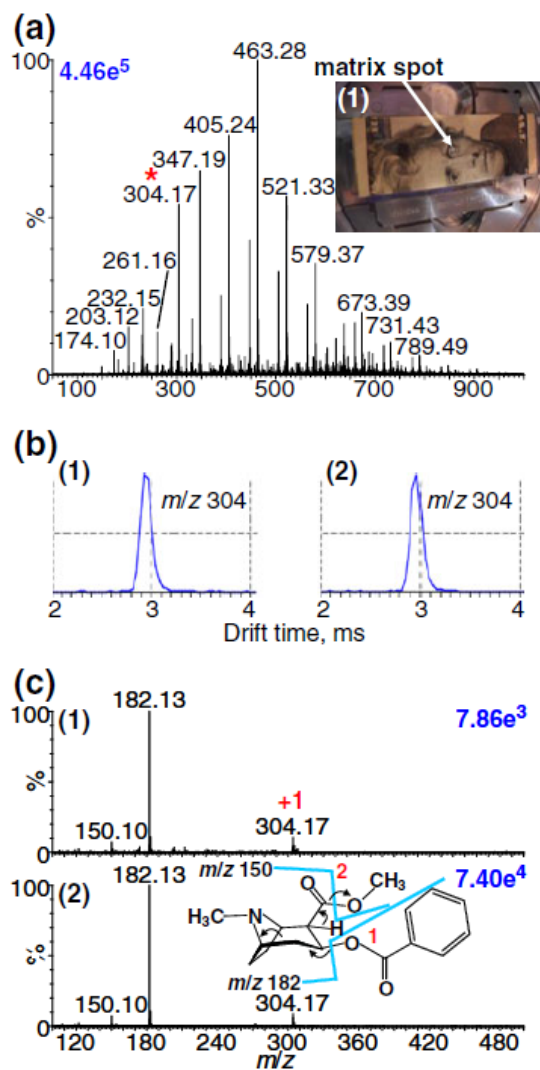 (a)
4.46e⁵
463.28
matrix spot
(1)
405.24
347.19
*
304.17
521.33
261.16
579.37
232.15
203.12
174.10
673.39
731.43
789.49
100
%
0
100 300 500 700 900
(b)
(1) m/z 304
(2) m/z 304
2 3 4 2 3 4
Drift time, ms
(c)
(1) 182.13 7.86e³
100
%
0
+1
150.10 304.17
(2) 182.13 7.40e⁴
100
%
0
m/z 150 2
O CH₃
O
H₃C N
H
O 1
O
m/z 182
150.10 304.17
120 180 240 300 360 420 480
m/z